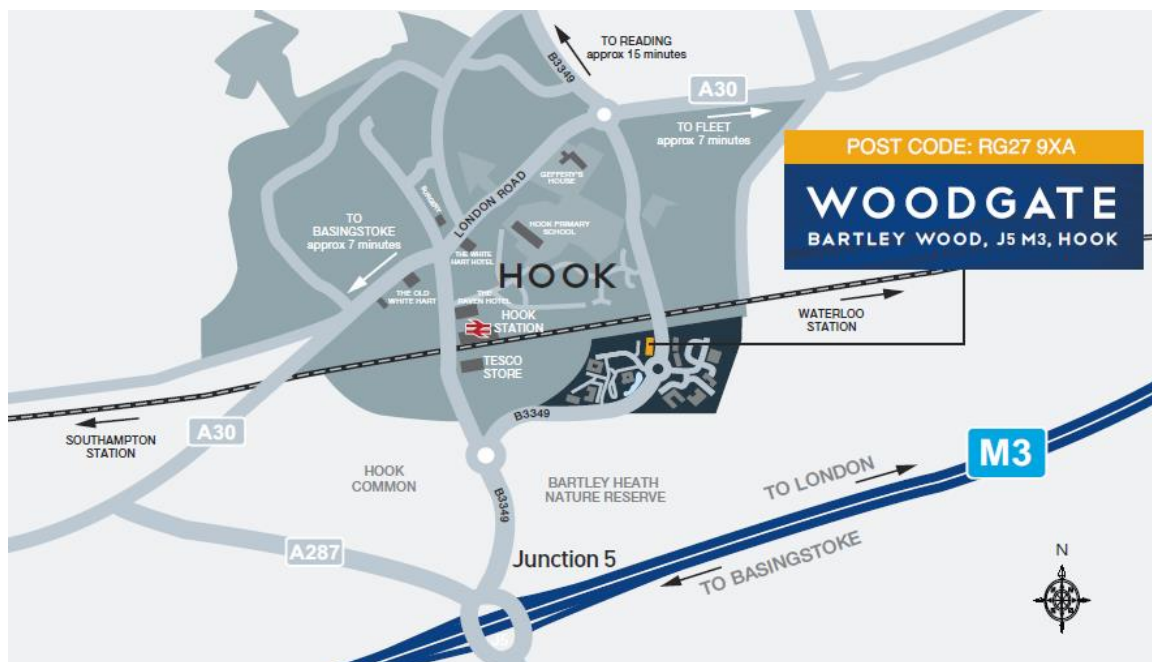 TO READING
approx 15 minutes
B3349
A30
TO FLEET
approx 7 minutes
POST CODE: RG27 9XA
WOODGATE
BARTLEY WOOD, J5 M3, HOOK
GEFFERY'S
HOUSE
LONDON ROAD
SURGERY
TO
BASINGSTOKE
approx 7 minutes
HOOK PRIMARY
SCHOOL
THE WHITE
HART HOTEL
HOOK
THE OLD
WHITE HART
THE
RAVEN HOTEL
HOOK
STATION
WATERLOO
STATION
TESCO
STORE
B3349
A30
SOUTHAMPTON
STATION
HOOK
COMMON
BARTLEY HEATH
NATURE RESERVE
M3
TO LONDON
B3349
A287
Junction 5
TO BASINGSTOKE
N
J5